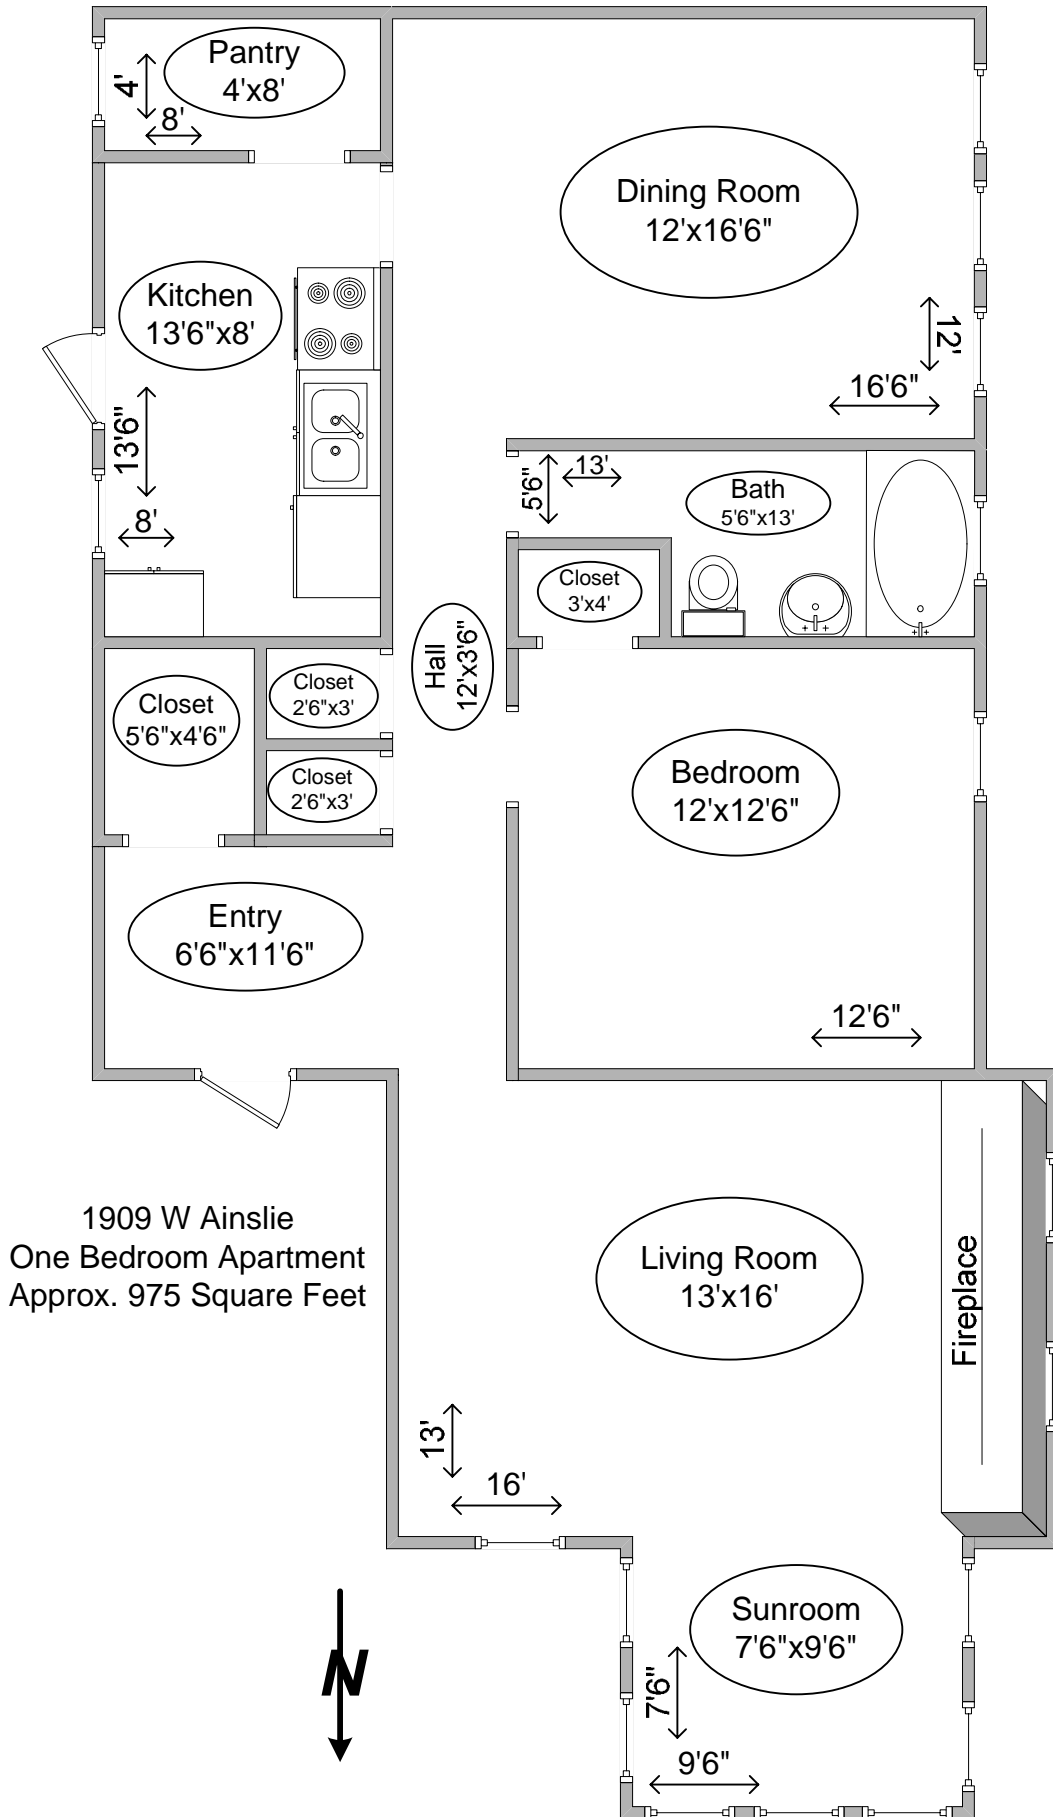 Pantry
4'x8'
4'
8'
Dining Room
12'x16'6"
12'
16'6"
Kitchen
13'6"x8'
13'6"
8'
5'6"
13'
Bath
5'6"x13'
Closet
3'x4'
Hall
12'x3'6"
Closet
5'6"x4'6"
Closet
2'6"x3'
Closet
2'6"x3'
Bedroom
12'x12'6"
12'6"
Entry
6'6"x11'6"
1909 W Ainslie
One Bedroom Apartment
Approx. 975 Square Feet
Living Room
13'x16'
Fireplace
13'
16'
Sunroom
7'6"x9'6"
7'6"
9'6"
N